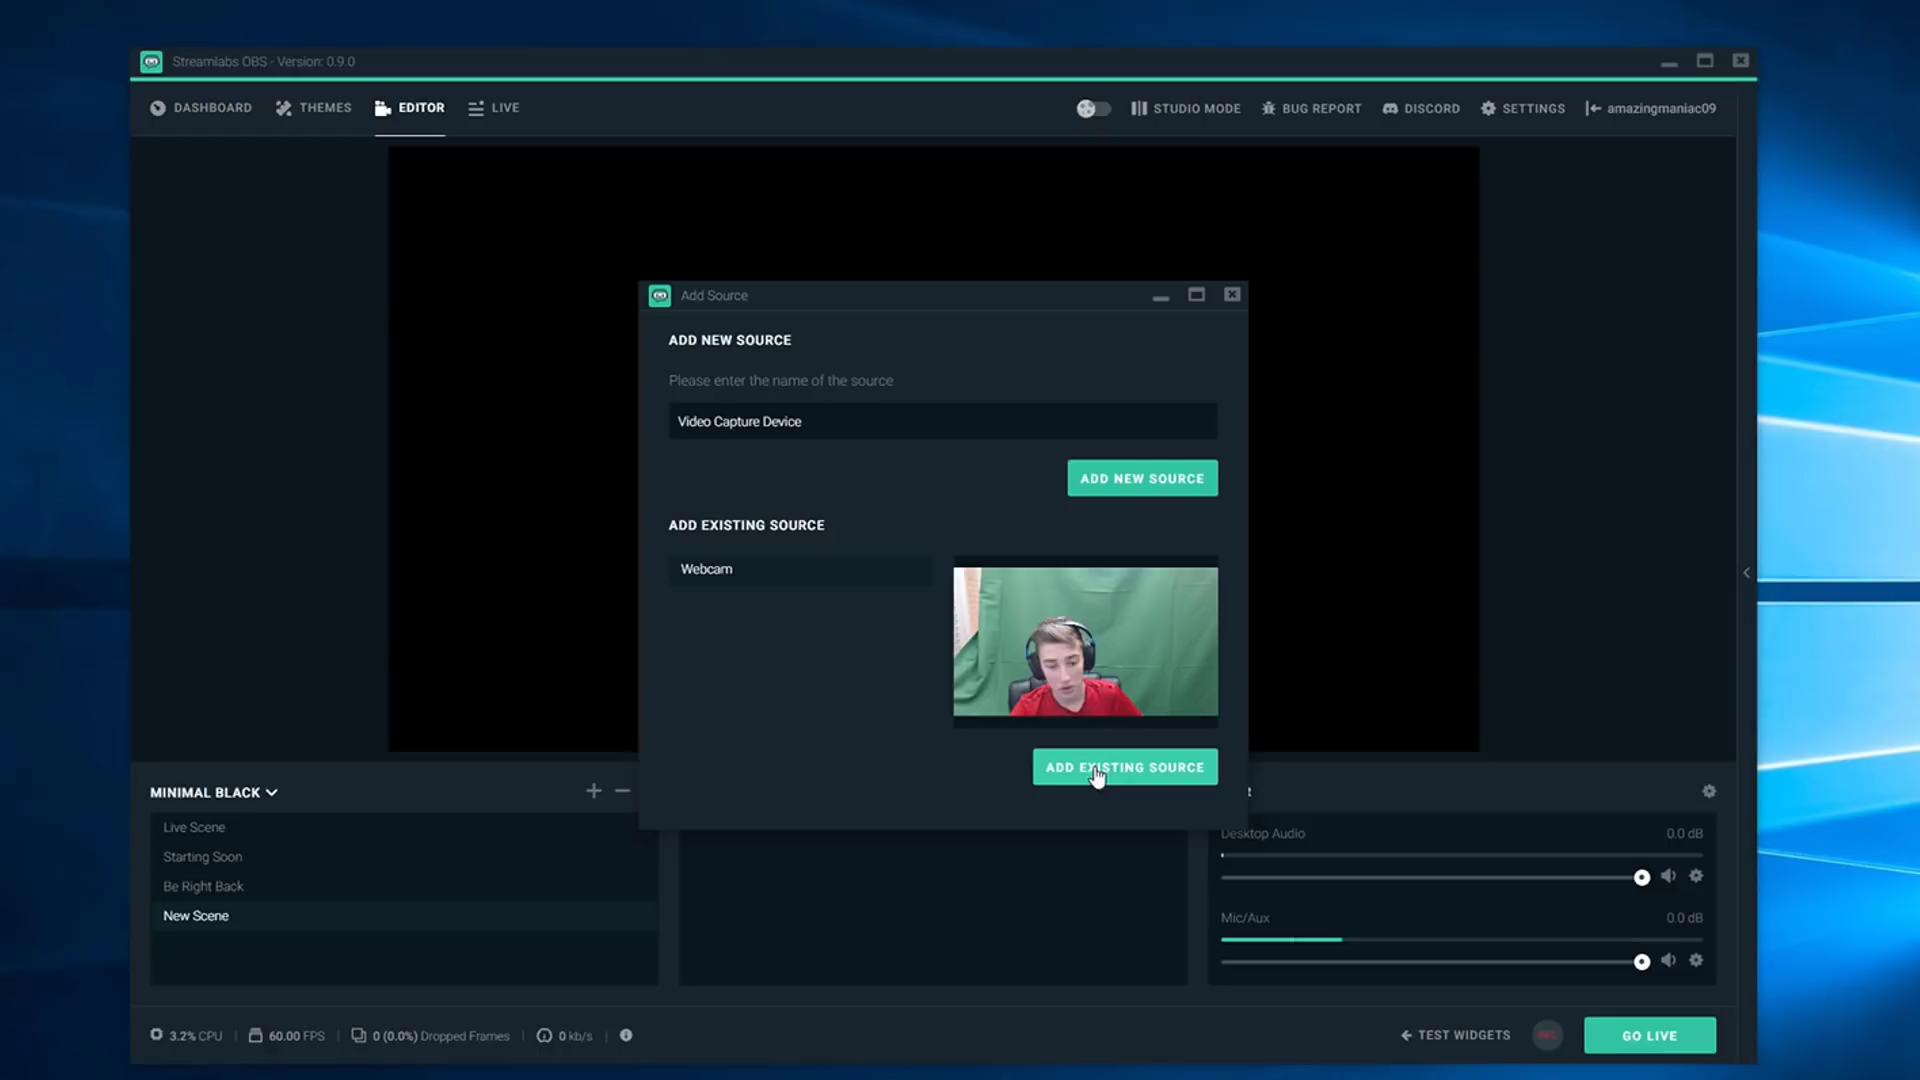 Streamlabs OBS - Version: 0.9.0
DASHBOARD THEMES EDITOR LIVE STUDIO MODE BUG REPORT DISCORD SETTINGS amazingmaniac09
Add Source
ADD NEW SOURCE
Please enter the name of the source
Video Capture Device
ADD NEW SOURCE
ADD EXISTING SOURCE
Webcam
ADD EXISTING SOURCE
MINIMAL BLACK
Live Scene
Starting Soon
Be Right Back
New Scene
R
Desktop Audio 0.0 dB
Mic/Aux 0.0 dB
3.2% CPU 60.00 FPS 0 (0.0%) Dropped Frames 0 kb/s TEST WIDGETS REC GO LIVE